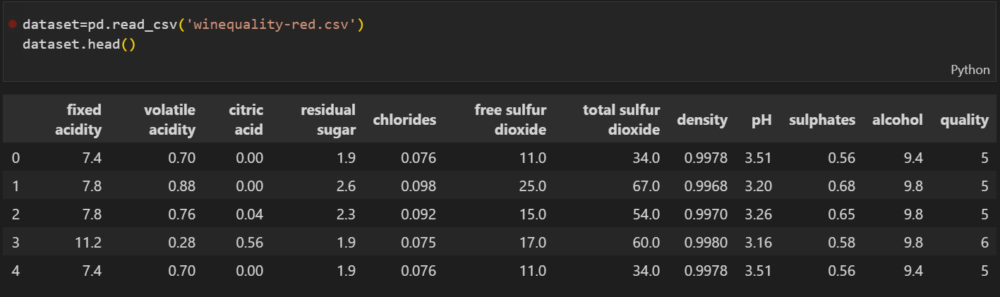 dataset=pd.read_csv('winequality-red.csv')
dataset.head()
Python
fixed acidity volatile acidity citric acid residual sugar chlorides free sulfur dioxide total sulfur dioxide density pH sulphates alcohol quality
0 7.4 0.70 0.00 1.9 0.076 11.0 34.0 0.9978 3.51 0.56 9.4 5
1 7.8 0.88 0.00 2.6 0.098 25.0 67.0 0.9968 3.20 0.68 9.8 5
2 7.8 0.76 0.04 2.3 0.092 15.0 54.0 0.9970 3.26 0.65 9.8 5
3 11.2 0.28 0.56 1.9 0.075 17.0 60.0 0.9980 3.16 0.58 9.8 6
4 7.4 0.70 0.00 1.9 0.076 11.0 34.0 0.9978 3.51 0.56 9.4 5